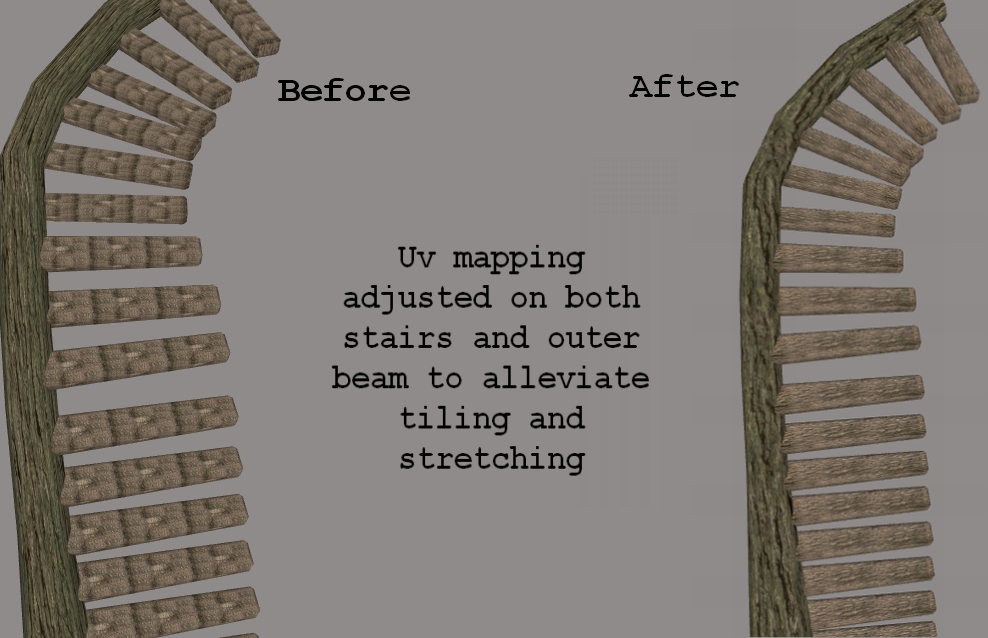 Before
After
Uv mapping
adjusted on both
stairs and outer
beam to alleviate
tiling and
stretching